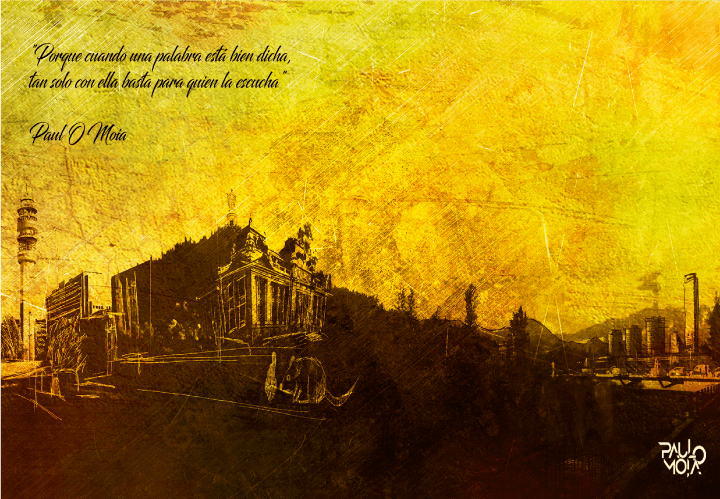 "Porque cuando una palabra está bien dicha,
tan solo con ella basta para quien la escucha"
Paul O Moia
PAULO
MOIA